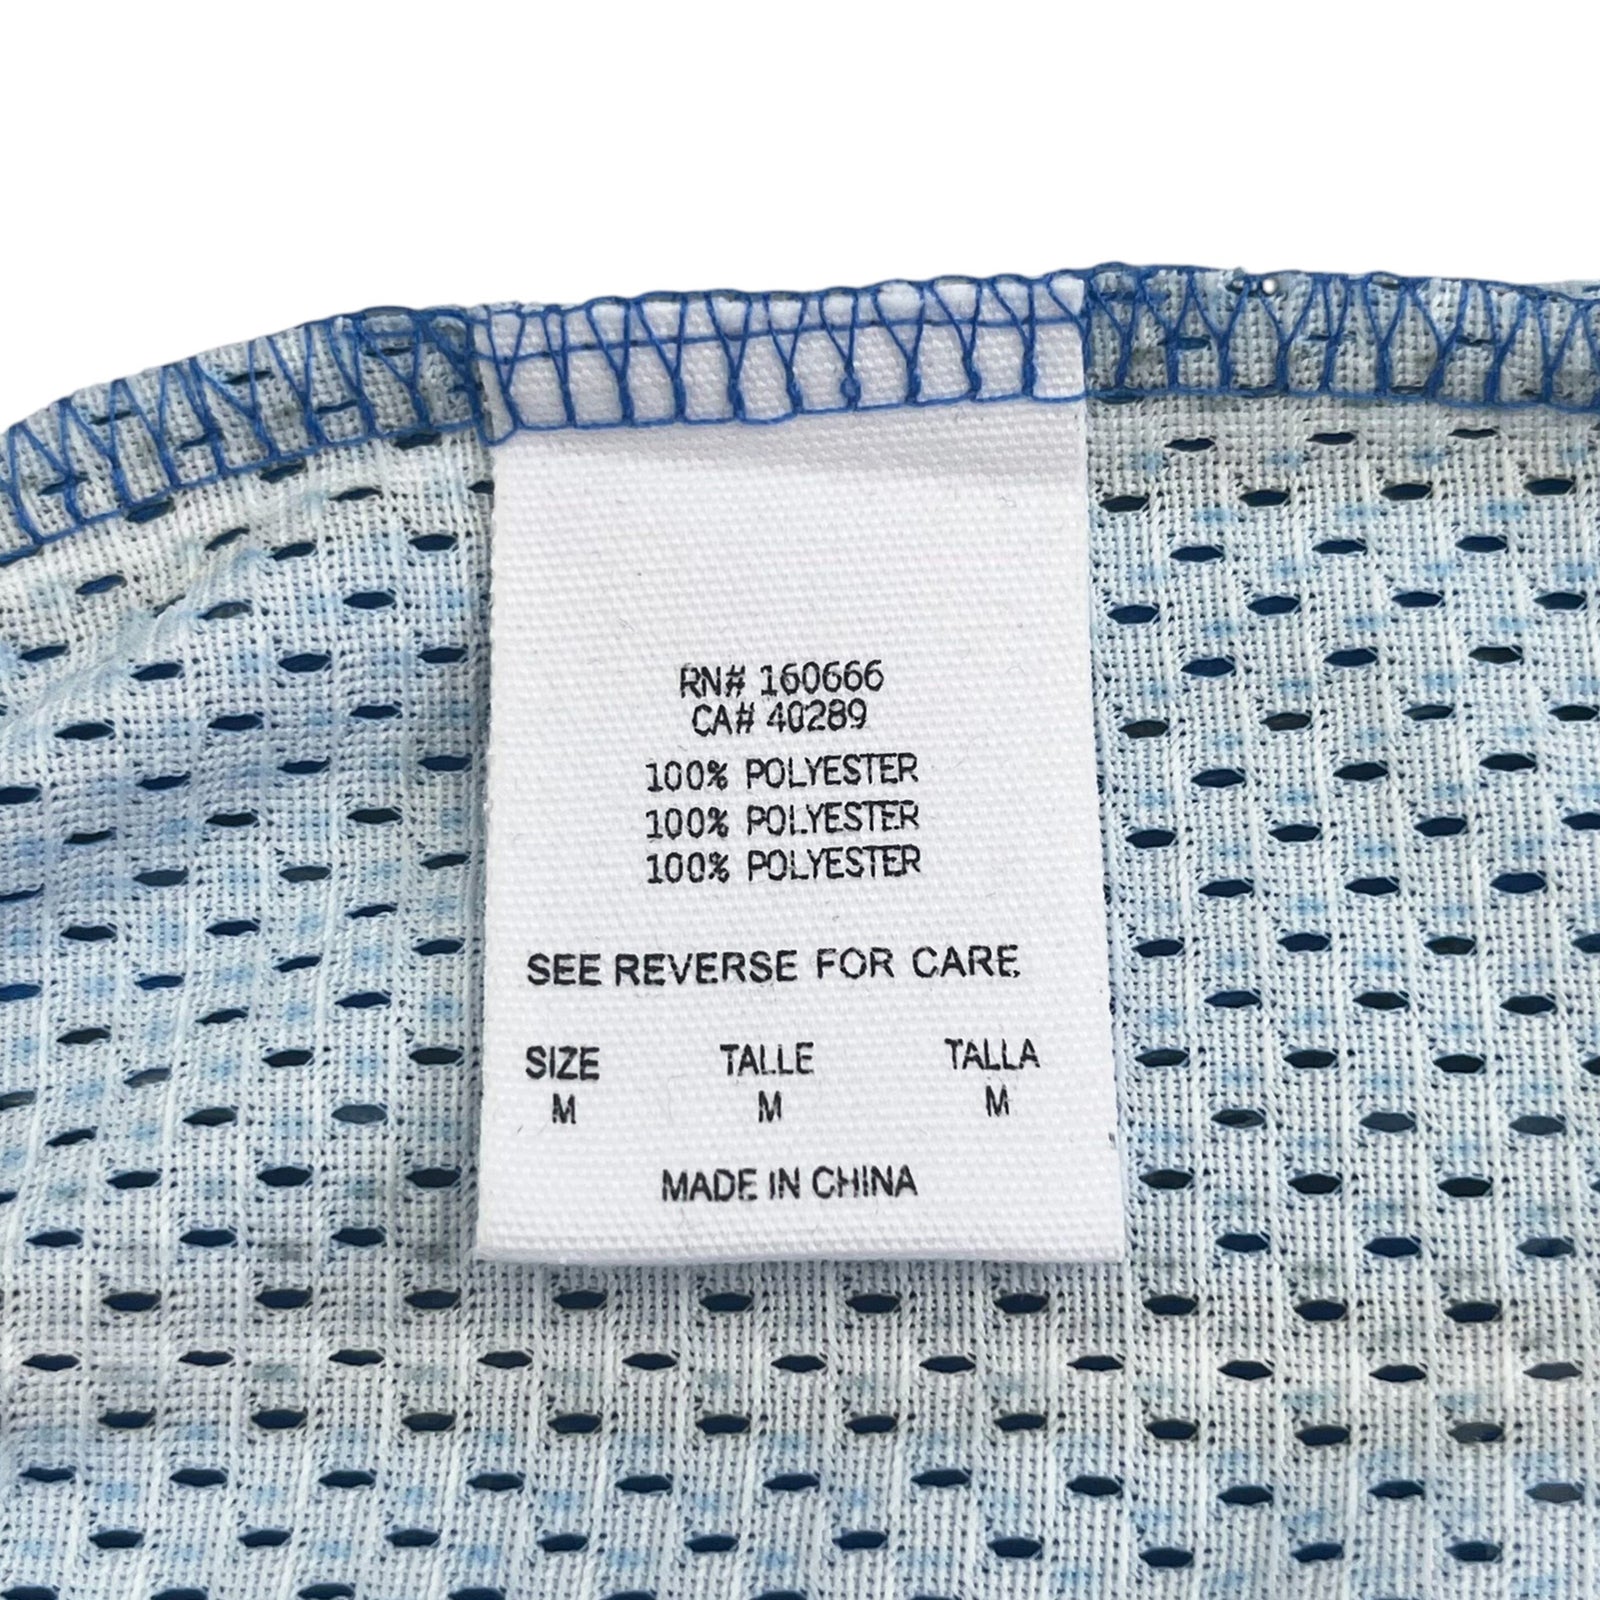 RN# 160666
CA# 40289
100% POLYESTER
100% POLYESTER
100% POLYESTER
SEE REVERSE FOR CARE.
SIZE TALLE TALLA
M M M
MADE IN CHINA